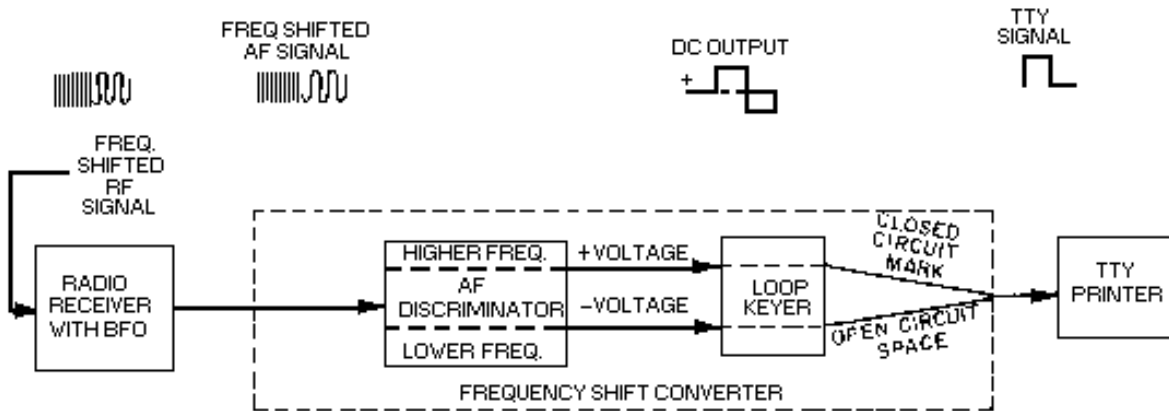 FREQ SHIFTED
AF SIGNAL
DC OUTPUT
+
TTY
SIGNAL
FREQ.
SHIFTED
RF
SIGNAL
RADIO
RECEIVER
WITH BFO
HIGHER FREQ.
AF
DISCRIMINATOR
LOWER FREQ.
+VOLTAGE
−VOLTAGE
LOOP
KEYER
CLOSED
CIRCUIT
MARK
OPEN CIRCUIT
SPACE
TTY
PRINTER
FREQUENCY SHIFT CONVERTER